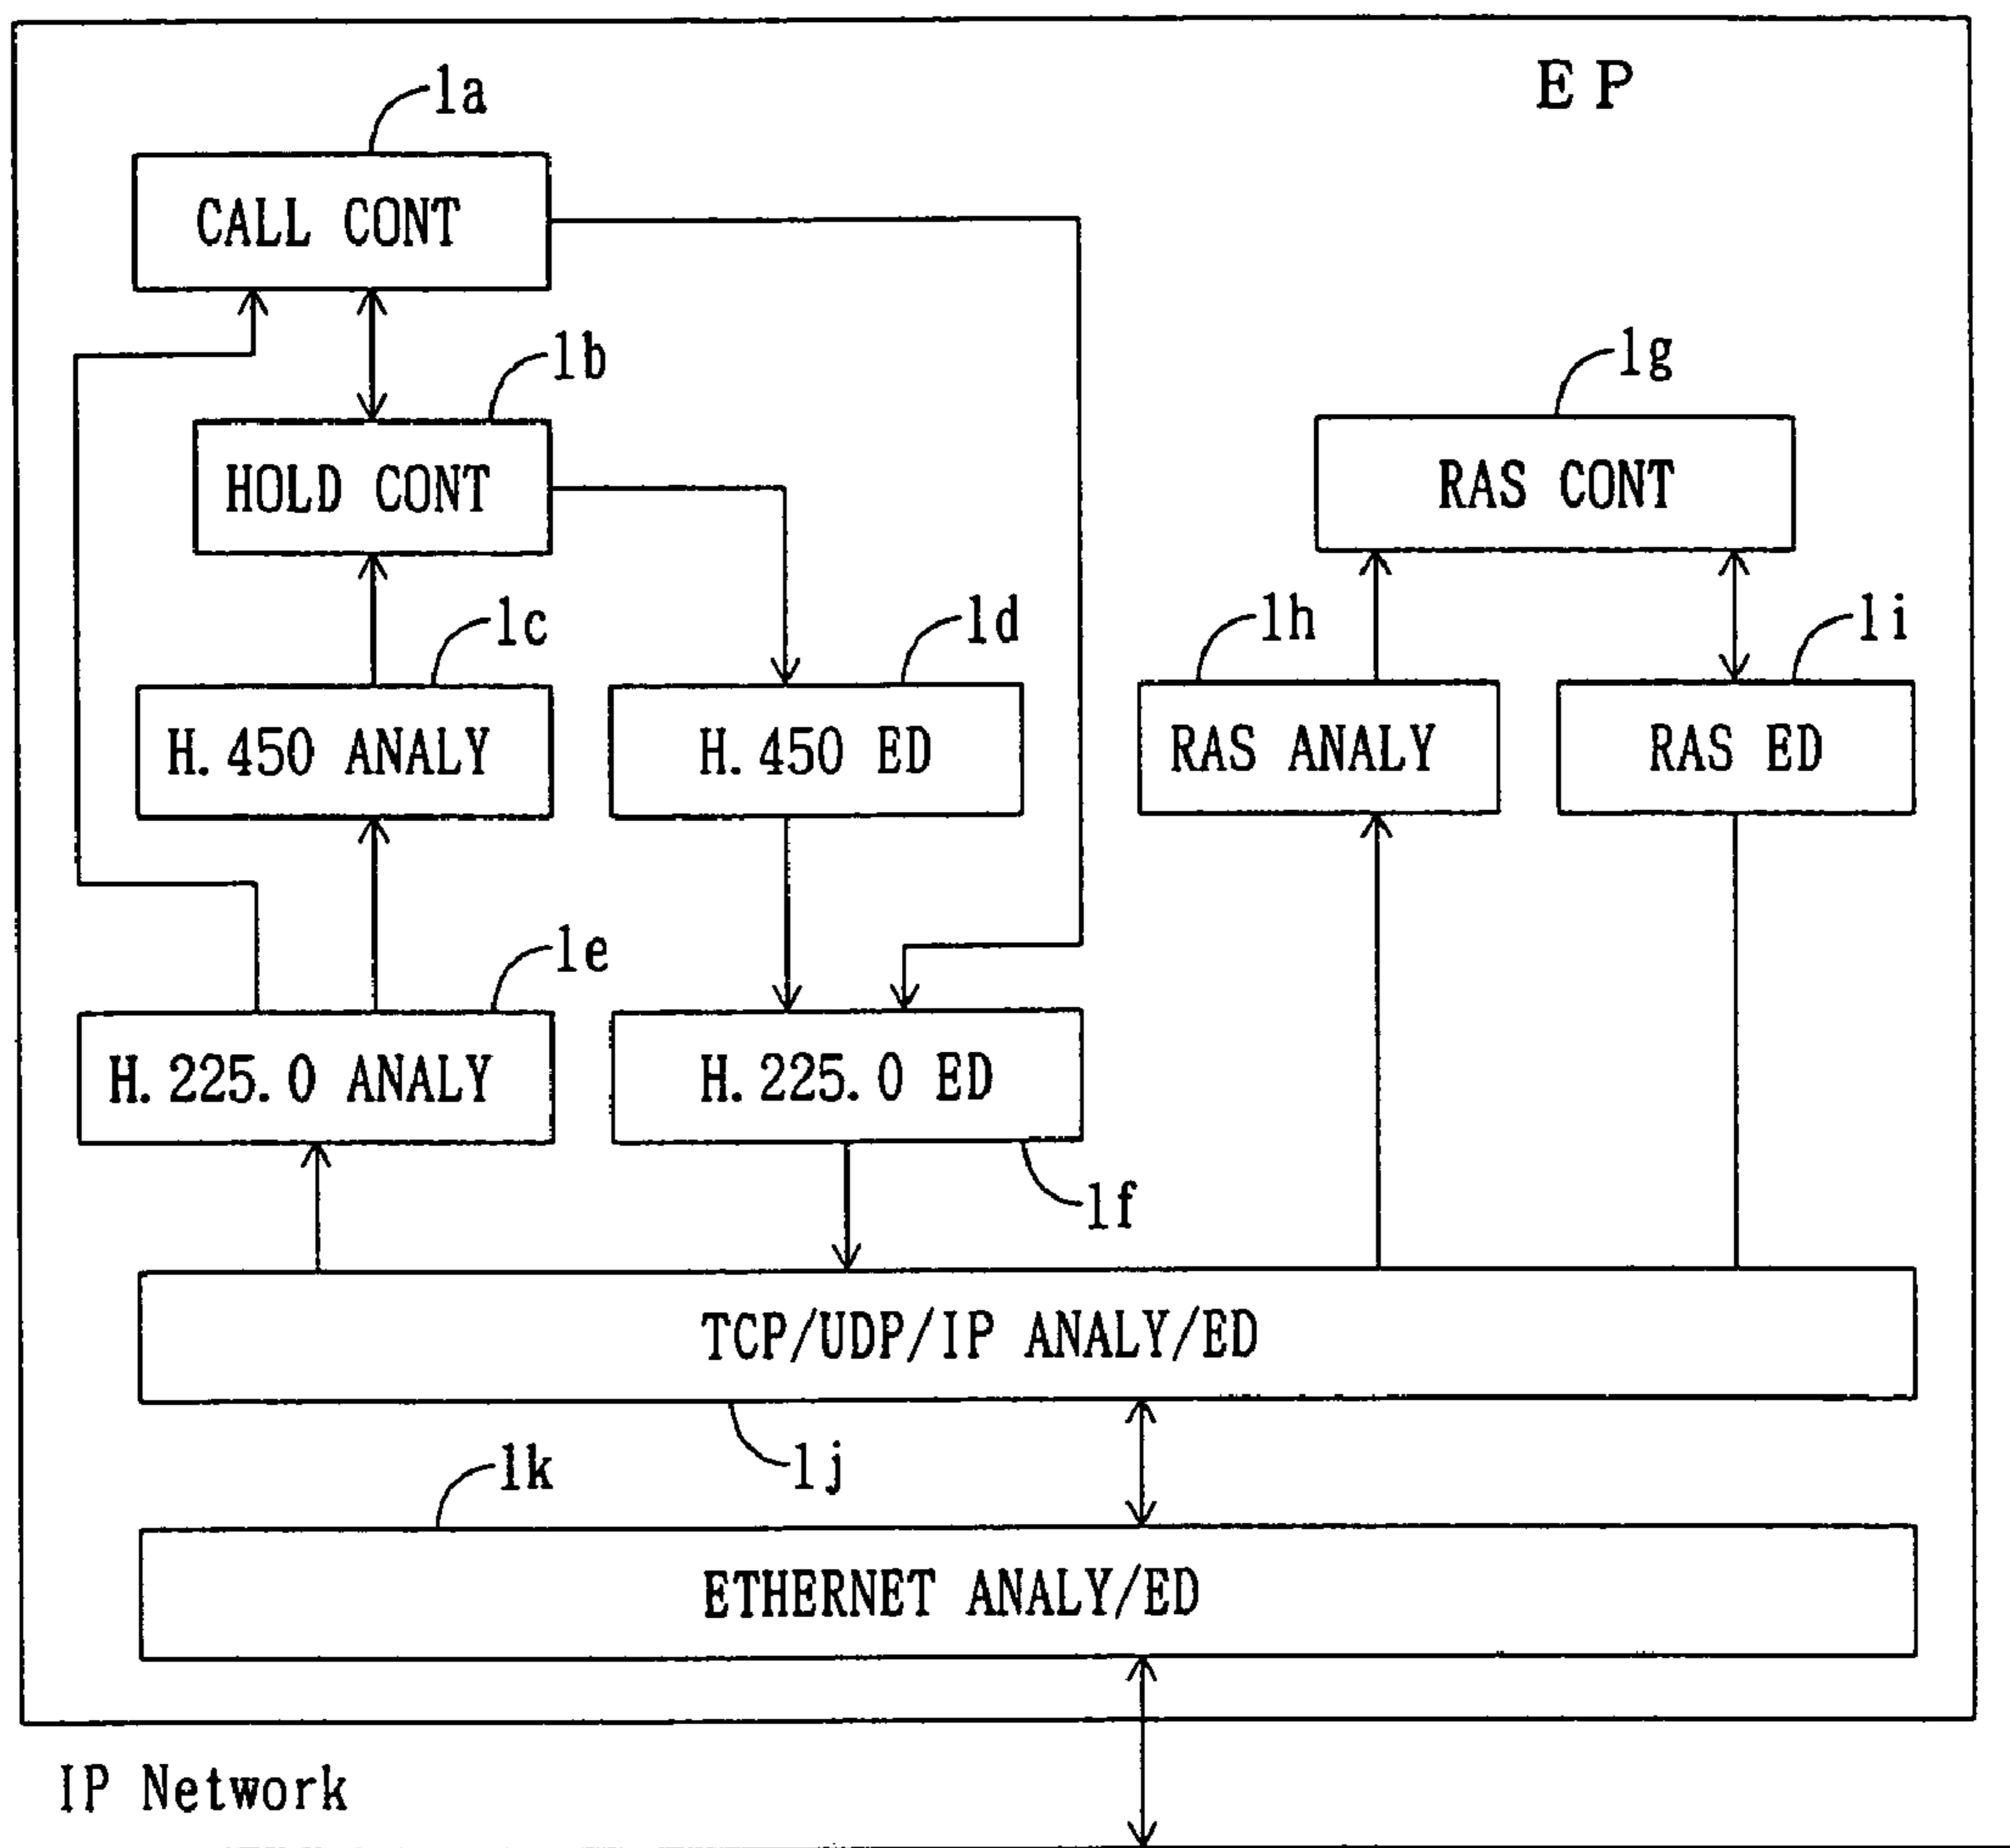 EP
1a
CALL CONT
1b
HOLD CONT
1g
RAS CONT
1c
H.450 ANALY
1d
H.450 ED
1h
RAS ANALY
1i
RAS ED
1e
H.225.0 ANALY
H.225.0 ED
1f
TCP/UDP/IP ANALY/ED
1j
1k
ETHERNET ANALY/ED
IP Network